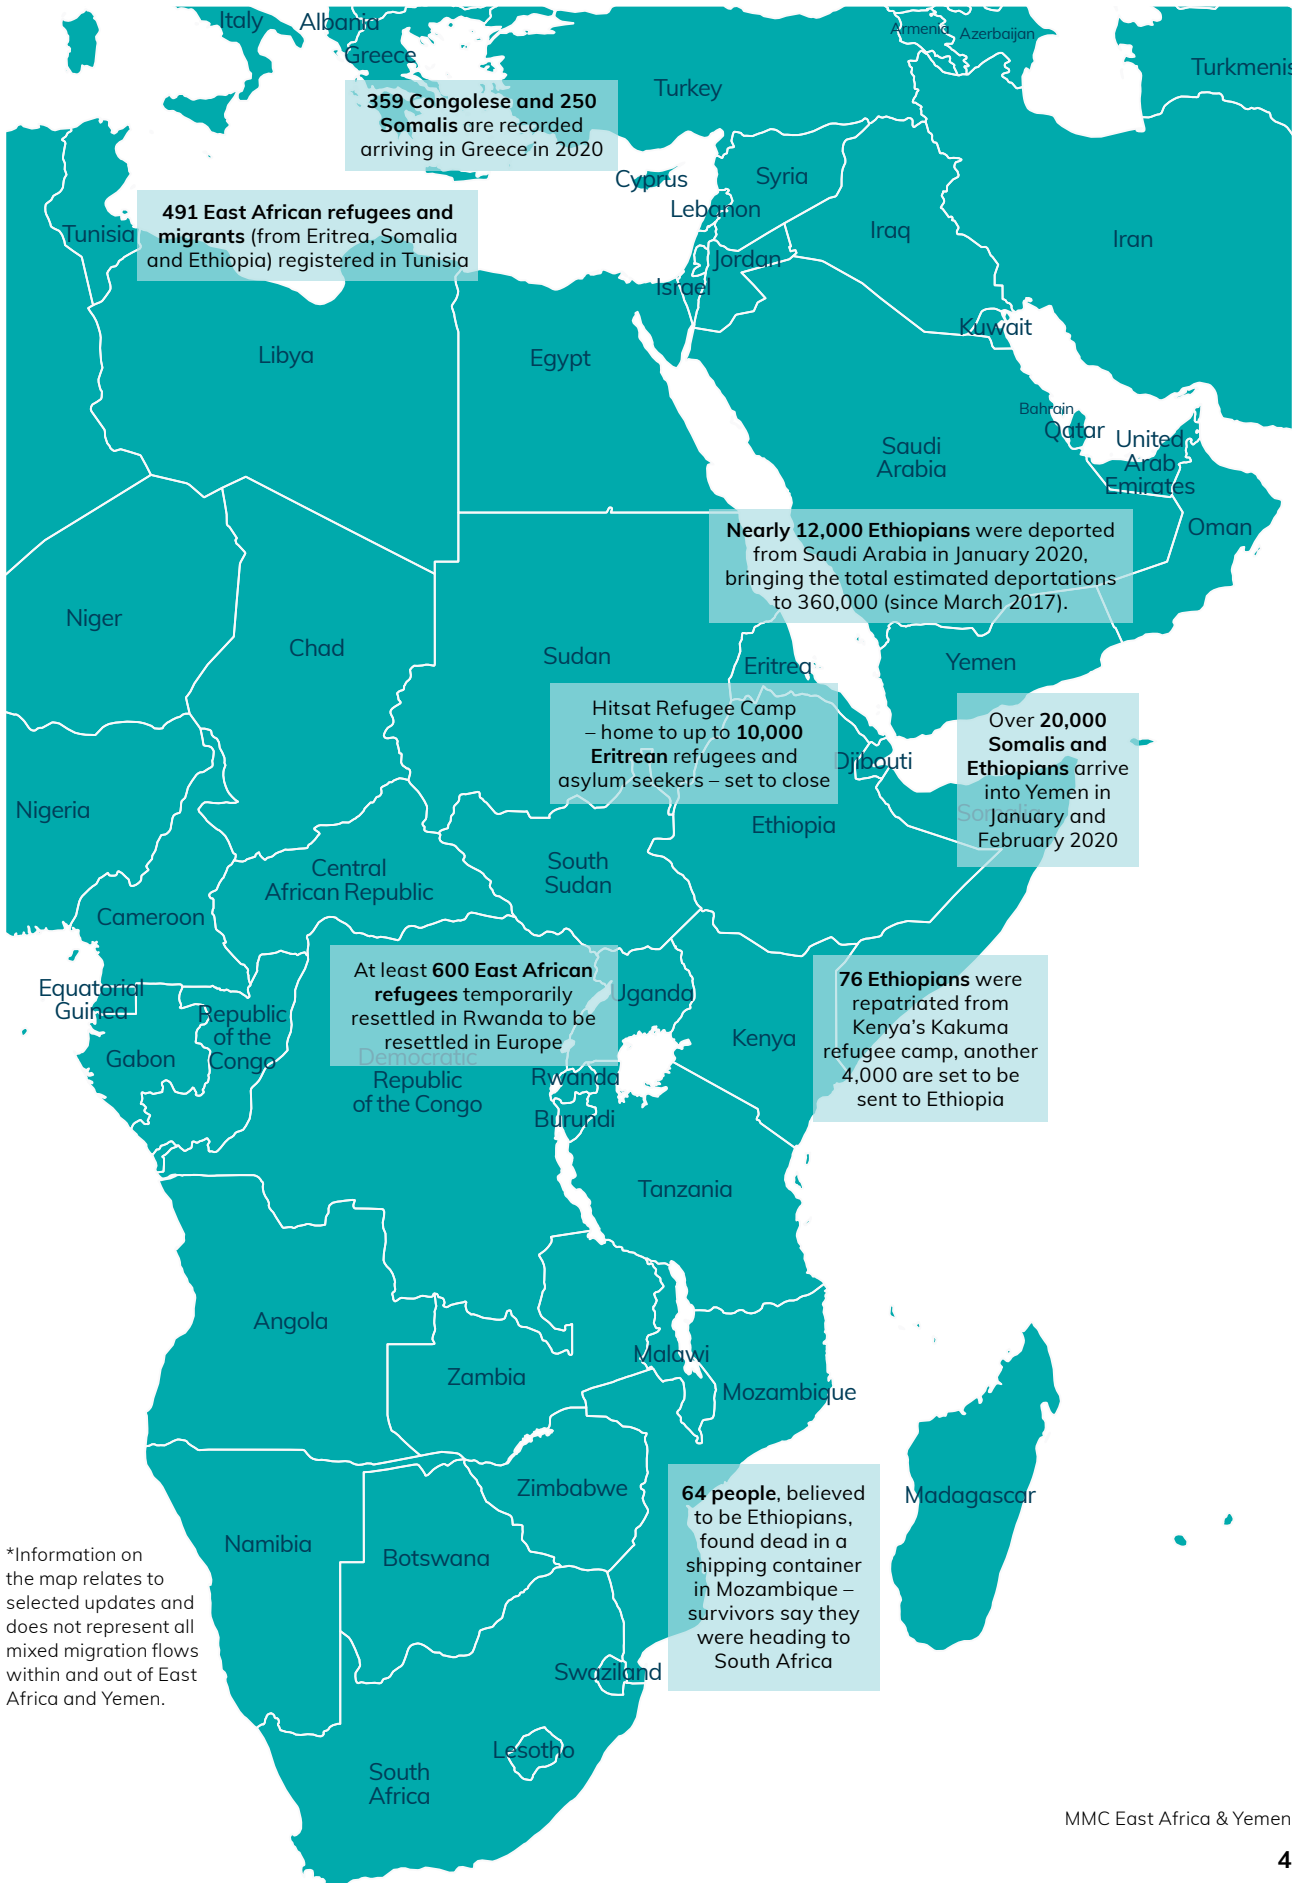 Italy
Albania
Greece
Armenia
Azerbaijan
Turkmenis
Turkey
359 Congolese and 250
Somalis are recorded
arriving in Greece in 2020
Cyprus
Syria
Lebanon
Iraq
Iran
491 East African refugees and
migrants (from Eritrea, Somalia
and Ethiopia) registered in Tunisia
Tunisia
Jordan
Israel
Kuwait
Libya
Egypt
Bahrain
Qatar
United
Arab
Emirates
Saudi
Arabia
Oman
Nearly 12,000 Ethiopians were deported
from Saudi Arabia in January 2020,
bringing the total estimated deportations
to 360,000 (since March 2017).
Niger
Chad
Sudan
Eritrea
Yemen
Hitsat Refugee Camp
– home to up to 10,000
Eritrean refugees and
asylum seekers – set to close
Djibouti
Over 20,000
Somalis and
Ethiopians arrive
into Yemen in
January and
February 2020
Somalia
Nigeria
Ethiopia
Central
African Republic
South
Sudan
Cameroon
At least 600 East African
refugees temporarily
resettled in Rwanda to be
resettled in Europe
76 Ethiopians were
repatriated from
Kenya's Kakuma
refugee camp, another
4,000 are set to be
sent to Ethiopia
Equatorial
Guinea
Republic
of the
Congo
Gabon
Uganda
Kenya
Democratic
Republic
of the Congo
Rwanda
Burundi
Tanzania
Angola
Zambia
Malawi
Mozambique
Zimbabwe
64 people, believed
to be Ethiopians,
found dead in a
shipping container
in Mozambique –
survivors say they
were heading to
South Africa
Madagascar
Namibia
Botswana
*Information on
the map relates to
selected updates and
does not represent all
mixed migration flows
within and out of East
Africa and Yemen.
Swaziland
Lesotho
South
Africa
MMC East Africa & Yemen
4